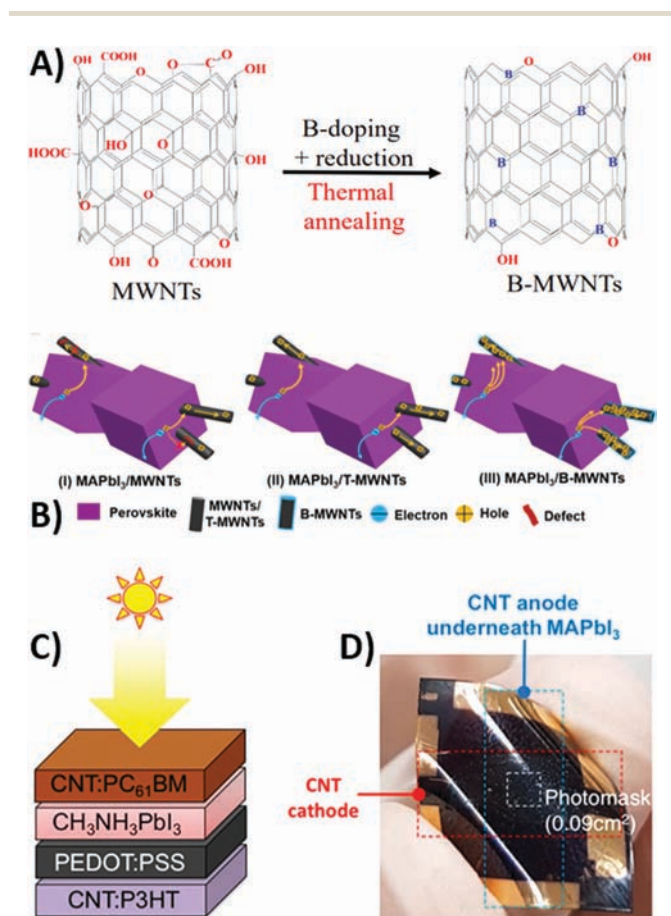 A)
OH
COOH
O
O
C
O
OH
HOOC
HO
O
OH
O
O
O
OH
O
COOH
MWNTs
B-doping
+ reduction
Thermal
annealing
OH
B
O
B
B
B
B
B
O
OH
B-MWNTs
(I) MAPbI₃/MWNTs
(II) MAPbI₃/T-MWNTs
(III) MAPbI₃/B-MWNTs
B)
Perovskite
MWNTs/
T-MWNTs
B-MWNTs
Electron
Hole
Defect
C)
CNT:PC₆₁BM
CH₃NH₃PbI₃
PEDOT:PSS
CNT:P3HT
CNT anode
underneath MAPbI₃
D)
CNT
cathode
Photomask
(0.09cm²)